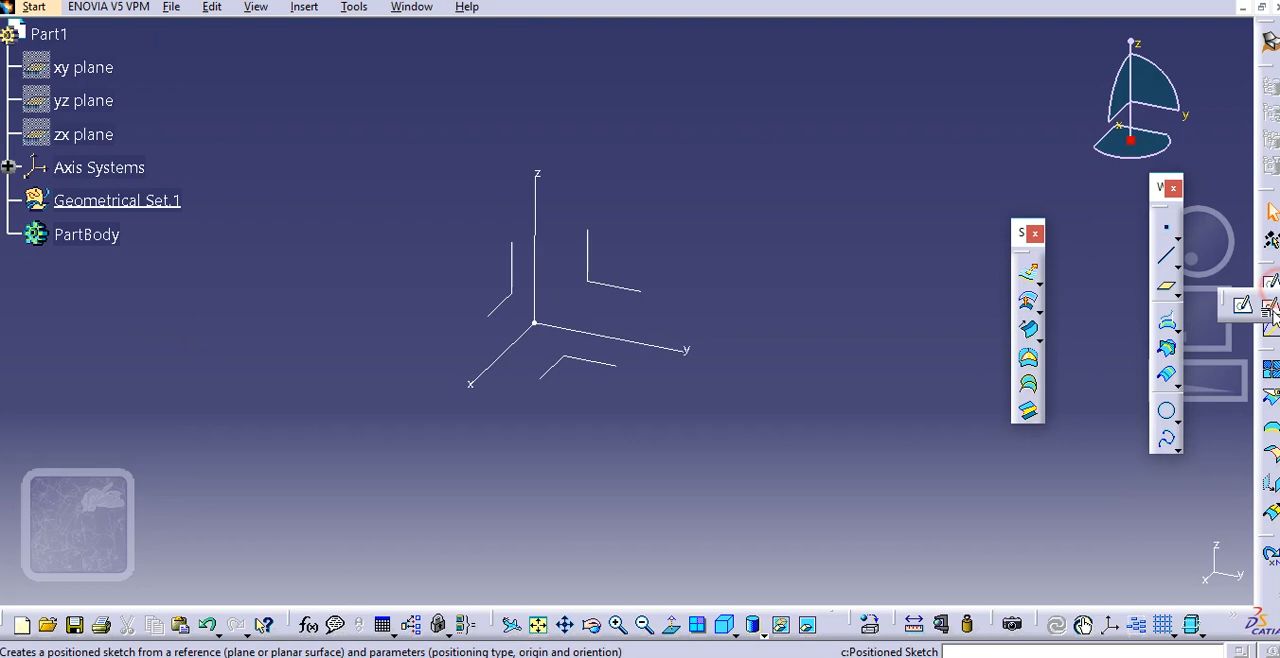 Start ENOVIA V5 VPM File Edit View Insert Tools Window Help
Part1
xy plane
yz plane
zx plane
Axis Systems
Geometrical Set.1
PartBody
z
y
x
z
y
x
S
W
z
y
x
f(x)
CATIA
Creates a positioned sketch from a reference (plane or planar surface) and parameters (positioning type, origin and orientation) c:Positioned Sketch